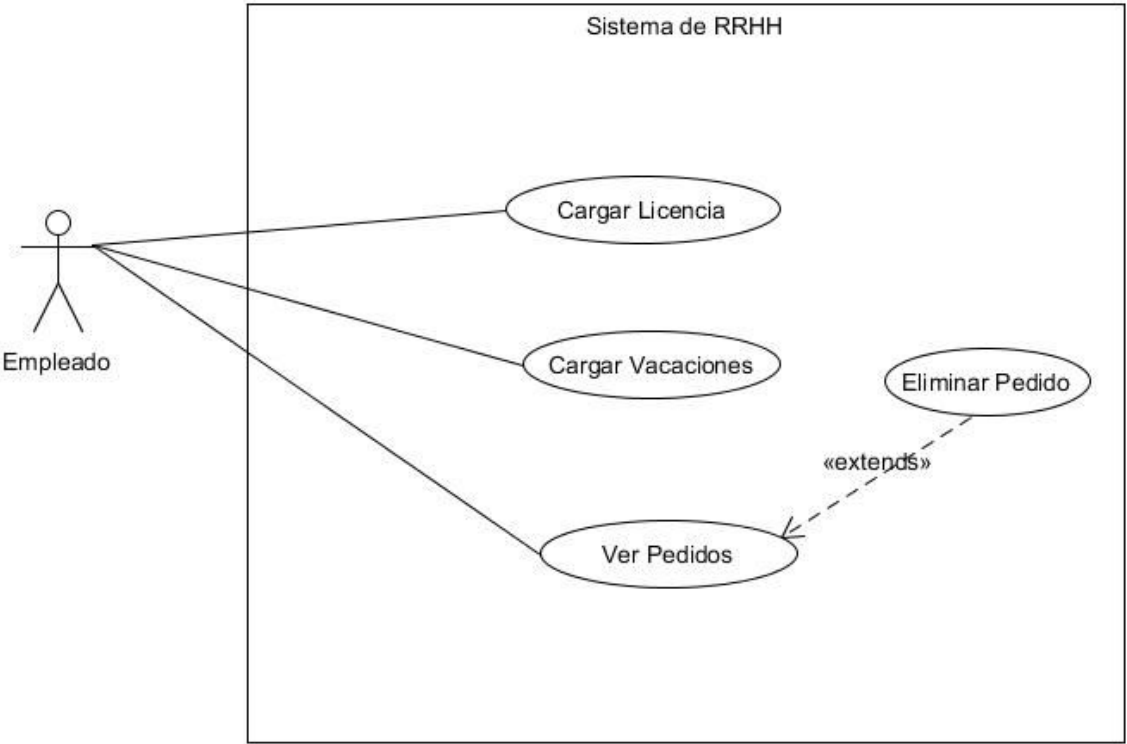 Sistema de RRHH
Cargar Licencia
Empleado
Cargar Vacaciones
Eliminar Pedido
«extends»
Ver Pedidos